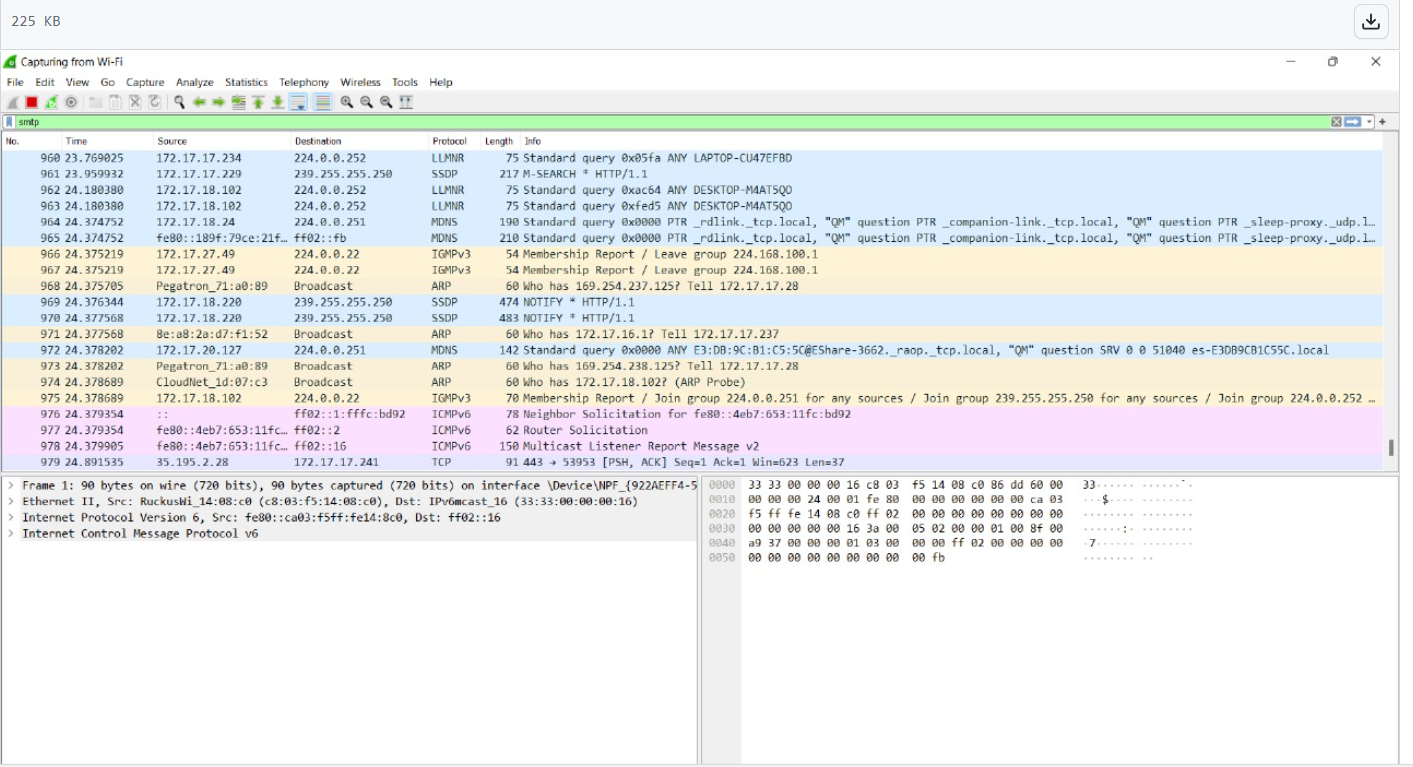 225 KB
Capturing from Wi-Fi
File Edit View Go Capture Analyze Statistics Telephony Wireless Tools Help
smtp
No. Time Source Destination Protocol Length Info
960 23.769025 172.17.17.234 224.0.0.252 LLMNR 75 Standard query 0x05fa ANY LAPTOP-CU47EFBD
961 23.959932 172.17.17.229 239.255.255.250 SSDP 217 M-SEARCH * HTTP/1.1
962 24.180380 172.17.18.102 224.0.0.252 LLMNR 75 Standard query 0xac64 ANY DESKTOP-M4AT5QO
963 24.180380 172.17.18.102 224.0.0.252 LLMNR 75 Standard query 0xfed5 ANY DESKTOP-M4AT5QO
964 24.374752 172.17.18.24 224.0.0.251 MDNS 190 Standard query 0x0000 PTR _rdlink._tcp.local, "QM" question PTR _companion-link._tcp.local, "QM" question PTR _sleep-proxy._udp.l…
965 24.374752 fe80::189f:79ce:21f… ff02::fb MDNS 210 Standard query 0x0000 PTR _rdlink._tcp.local, "QM" question PTR _companion-link._tcp.local, "QM" question PTR _sleep-proxy._udp.l…
966 24.375219 172.17.27.49 224.0.0.22 IGMPv3 54 Membership Report / Leave group 224.168.100.1
967 24.375219 172.17.27.49 224.0.0.22 IGMPv3 54 Membership Report / Leave group 224.168.100.1
968 24.375705 Pegatron_71:a0:89 Broadcast ARP 60 Who has 169.254.237.125? Tell 172.17.17.28
969 24.376344 172.17.18.220 239.255.255.250 SSDP 474 NOTIFY * HTTP/1.1
970 24.377568 172.17.18.220 239.255.255.250 SSDP 483 NOTIFY * HTTP/1.1
971 24.377568 8e:a8:2a:d7:f1:52 Broadcast ARP 60 Who has 172.17.16.1? Tell 172.17.17.237
972 24.378202 172.17.20.127 224.0.0.251 MDNS 142 Standard query 0x0000 ANY E3:DB:9C:B1:C5:5C@EShare-3662._raop._tcp.local, "QM" question SRV 0 0 51040 es-E3DB9CB1C55C.local
973 24.378202 Pegatron_71:a0:89 Broadcast ARP 60 Who has 169.254.238.125? Tell 172.17.17.28
974 24.378689 CloudNet_1d:07:c3 Broadcast ARP 60 Who has 172.17.18.102? (ARP Probe)
975 24.378689 172.17.18.102 224.0.0.22 IGMPv3 70 Membership Report / Join group 224.0.0.251 for any sources / Join group 239.255.255.250 for any sources / Join group 224.0.0.252 …
976 24.379354 :: ff02::1:fffc:bd92 ICMPv6 78 Neighbor Solicitation for fe80::4eb7:653:11fc:bd92
977 24.379354 fe80::4eb7:653:11fc… ff02::2 ICMPv6 62 Router Solicitation
978 24.379905 fe80::4eb7:653:11fc… ff02::16 ICMPv6 150 Multicast Listener Report Message v2
979 24.891535 35.195.2.28 172.17.17.241 TCP 91 443 → 53953 [PSH, ACK] Seq=1 Ack=1 Win=623 Len=37
Frame 1: 90 bytes on wire (720 bits), 90 bytes captured (720 bits) on interface \Device\NPF_{922AEFF4-5
Ethernet II, Src: RuckusWi_14:08:c0 (c8:03:f5:14:08:c0), Dst: IPv6mcast_16 (33:33:00:00:00:16)
Internet Protocol Version 6, Src: fe80::ca03:f5ff:fe14:8c0, Dst: ff02::16
Internet Control Message Protocol v6
0000 33 33 00 00 00 16 c8 03 f5 14 08 c0 86 dd 60 00 33······ ······`·
0010 00 00 00 24 00 01 fe 80 00 00 00 00 00 00 ca 03 ···$···· ········
0020 f5 ff fe 14 08 c0 ff 02 00 00 00 00 00 00 00 00 ········ ········
0030 00 00 00 00 00 16 3a 00 05 02 00 00 01 00 8f 00 ······:· ········
0040 a9 37 00 00 00 01 03 00 00 00 ff 02 00 00 00 00 ·7······ ········
0050 00 00 00 00 00 00 00 00 00 fb ········ ··